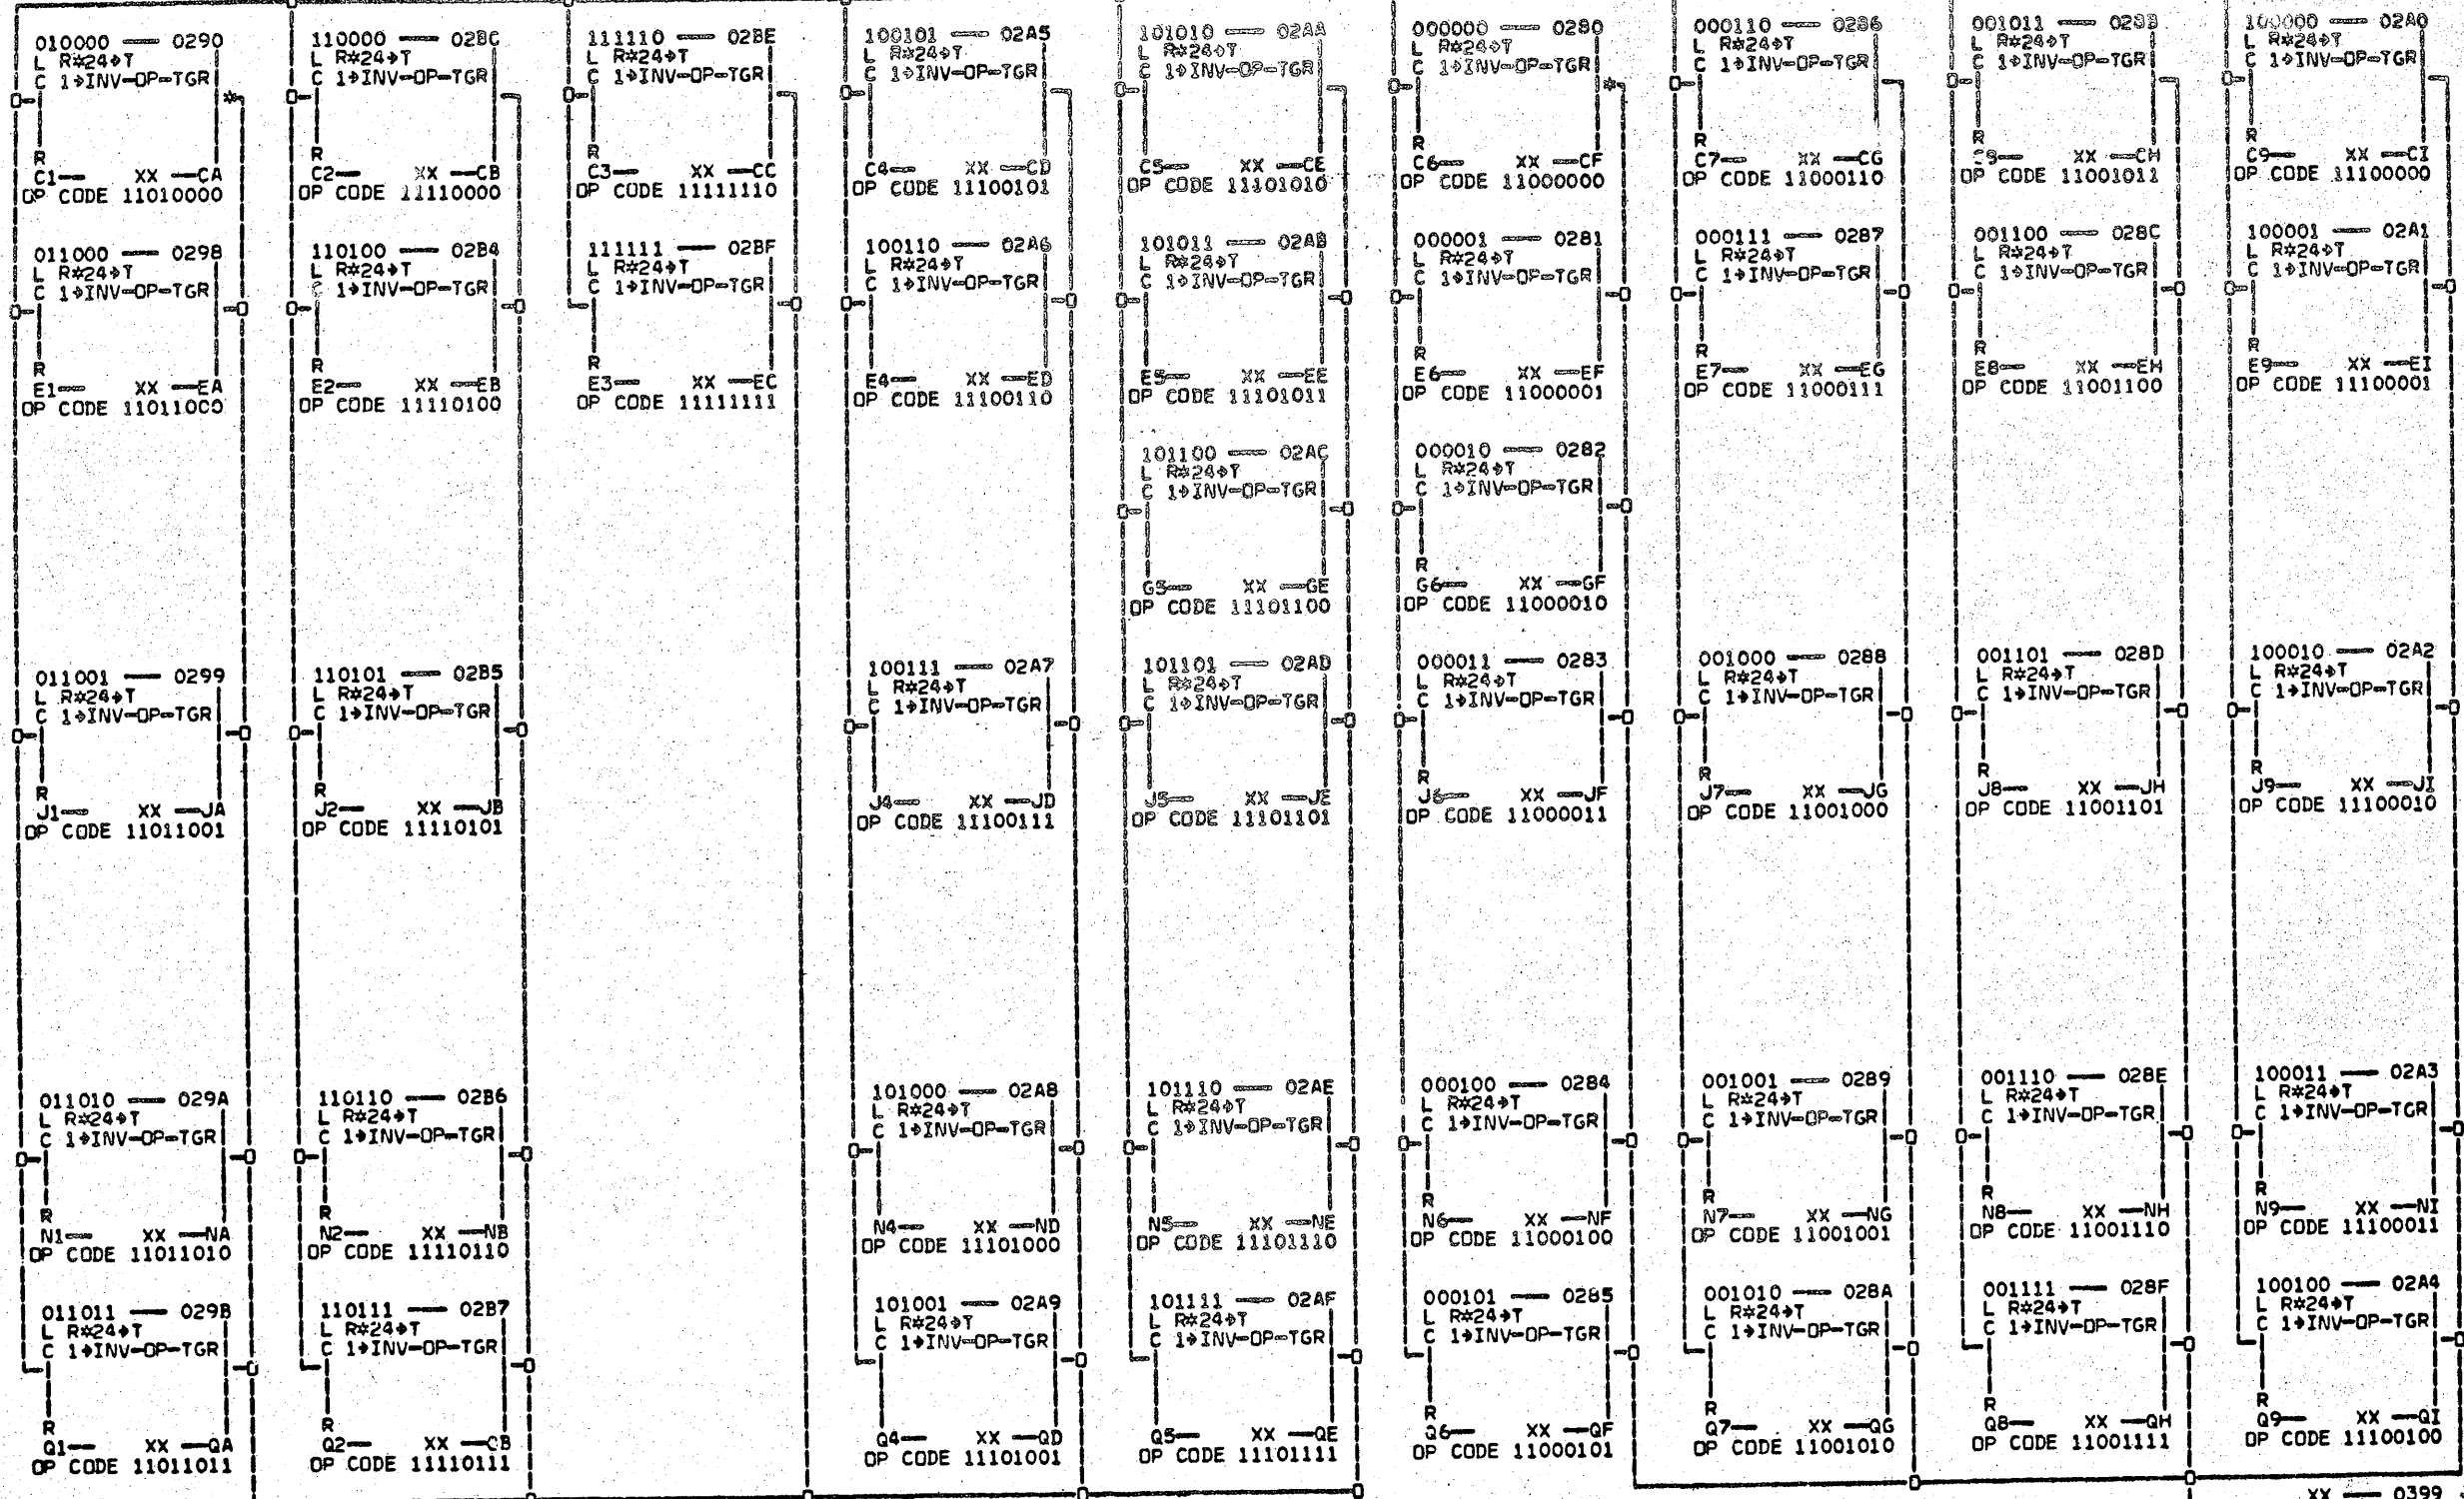 010000 — 0290
L R*24→T
C 1→INV-OP-TGR
R
C1— XX —CA
OP CODE 11010000
110000 — 02BC
L R*24→T
C 1→INV-OP-TGR
R
C2— XX —CB
OP CODE 11110000
111110 — 02BE
L R*24→T
C 1→INV-OP-TGR
R
C3— XX —CC
OP CODE 11111110
100101 — 02A5
L R*24→T
C 1→INV-OP-TGR
C4— XX —CD
OP CODE 11100101
101010 — 02AA
L R*24→T
C 1→INV-OP-TGR
C5— XX —CE
OP CODE 11101010
000000 — 0280
L R*24→T
C 1→INV-OP-TGR
*
R
C6— XX —CF
OP CODE 11000000
000110 — 0286
L R*24→T
C 1→INV-OP-TGR
R
C7— XX —CG
OP CODE 11000110
001011 — 028B
L R*24→T
C 1→INV-OP-TGR
R
C8— XX —CH
OP CODE 11001011
100000 — 02A0
L R*24→T
C 1→INV-OP-TGR
R
C9— XX —CI
OP CODE 11100000
011000 — 0298
L R*24→T
C 1→INV-OP-TGR
R
E1— XX —EA
OP CODE 11011000
110100 — 02B4
L R*24→T
C 1→INV-OP-TGR
R
E2— XX —EB
OP CODE 11110100
111111 — 02BF
L R*24→T
C 1→INV-OP-TGR
R
E3— XX —EC
OP CODE 11111111
100110 — 02A6
L R*24→T
C 1→INV-OP-TGR
E4— XX —ED
OP CODE 11100110
101011 — 02AB
L R*24→T
C 1→INV-OP-TGR
E5— XX —EE
OP CODE 11101011
000001 — 0281
L R*24→T
C 1→INV-OP-TGR
R
E6— XX —EF
OP CODE 11000001
000111 — 0287
L R*24→T
C 1→INV-OP-TGR
R
E7— XX —EG
OP CODE 11000111
001100 — 028C
L R*24→T
C 1→INV-OP-TGR
R
E8— XX —EH
OP CODE 11001100
100001 — 02A1
L R*24→T
C 1→INV-OP-TGR
R
E9— XX —EI
OP CODE 11100001
101100 — 02AC
L R*24→T
C 1→INV-OP-TGR
G5— XX —GE
OP CODE 11101100
000010 — 0282
L R*24→T
C 1→INV-OP-TGR
R
G6— XX —GF
OP CODE 11000010
011001 — 0299
L R*24→T
C 1→INV-OP-TGR
R
J1— XX —JA
OP CODE 11011001
110101 — 02B5
L R*24→T
C 1→INV-OP-TGR
R
J2— XX —JB
OP CODE 11110101
100111 — 02A7
L R*24→T
C 1→INV-OP-TGR
J4— XX —JD
OP CODE 11100111
101101 — 02AD
L R*24→T
C 1→INV-OP-TGR
J5— XX —JE
OP CODE 11101101
000011 — 0283
L R*24→T
C 1→INV-OP-TGR
R
J6— XX —JF
OP CODE 11000011
001000 — 0288
L R*24→T
C 1→INV-OP-TGR
R
J7— XX —JG
OP CODE 11001000
001101 — 028D
L R*24→T
C 1→INV-OP-TGR
R
J8— XX —JH
OP CODE 11001101
100010 — 02A2
L R*24→T
C 1→INV-OP-TGR
R
J9— XX —JI
OP CODE 11100010
011010 — 029A
L R*24→T
C 1→INV-OP-TGR
R
N1— XX —NA
OP CODE 11011010
110110 — 02B6
L R*24→T
C 1→INV-OP-TGR
R
N2— XX —NB
OP CODE 11110110
101000 — 02A8
L R*24→T
C 1→INV-OP-TGR
N4— XX —ND
OP CODE 11101000
101110 — 02AE
L R*24→T
C 1→INV-OP-TGR
N5— XX —NE
OP CODE 11101110
000100 — 0284
L R*24→T
C 1→INV-OP-TGR
R
N6— XX —NF
OP CODE 11000100
001001 — 0289
L R*24→T
C 1→INV-OP-TGR
R
N7— XX —NG
OP CODE 11001001
001110 — 028E
L R*24→T
C 1→INV-OP-TGR
R
N8— XX —NH
OP CODE 11001110
100011 — 02A3
L R*24→T
C 1→INV-OP-TGR
R
N9— XX —NI
OP CODE 11100011
011011 — 029B
L R*24→T
C 1→INV-OP-TGR
R
Q1— XX —QA
OP CODE 11011011
110111 — 02B7
L R*24→T
C 1→INV-OP-TGR
R
Q2— XX —QB
OP CODE 11110111
101001 — 02A9
L R*24→T
C 1→INV-OP-TGR
Q4— XX —QD
OP CODE 11101001
101111 — 02AF
L R*24→T
C 1→INV-OP-TGR
Q5— XX —QE
OP CODE 11101111
000101 — 0285
L R*24→T
C 1→INV-OP-TGR
R
Q6— XX —QF
OP CODE 11000101
001010 — 028A
L R*24→T
C 1→INV-OP-TGR
R
Q7— XX —QG
OP CODE 11001010
001111 — 028F
L R*24→T
C 1→INV-OP-TGR
R
Q8— XX —QH
OP CODE 11001111
100100 — 02A4
L R*24→T
C 1→INV-OP-TGR
R
Q9— XX —QI
OP CODE 11100100
XX — 0399